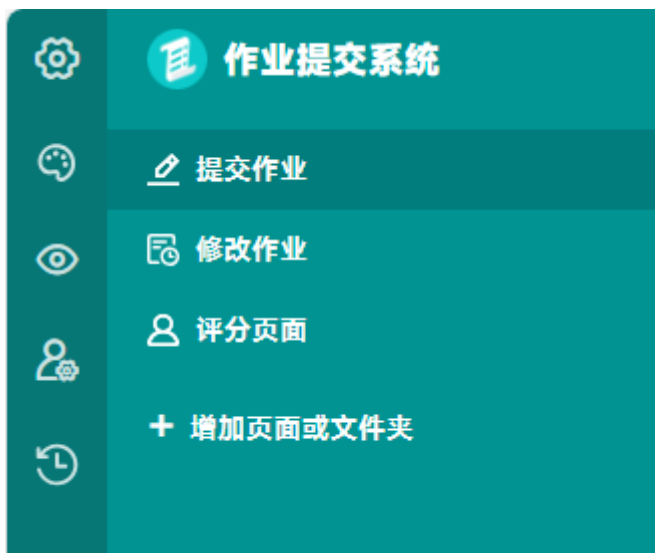 作业提交系统
提交作业
修改作业
评分页面
+ 增加页面或文件夹